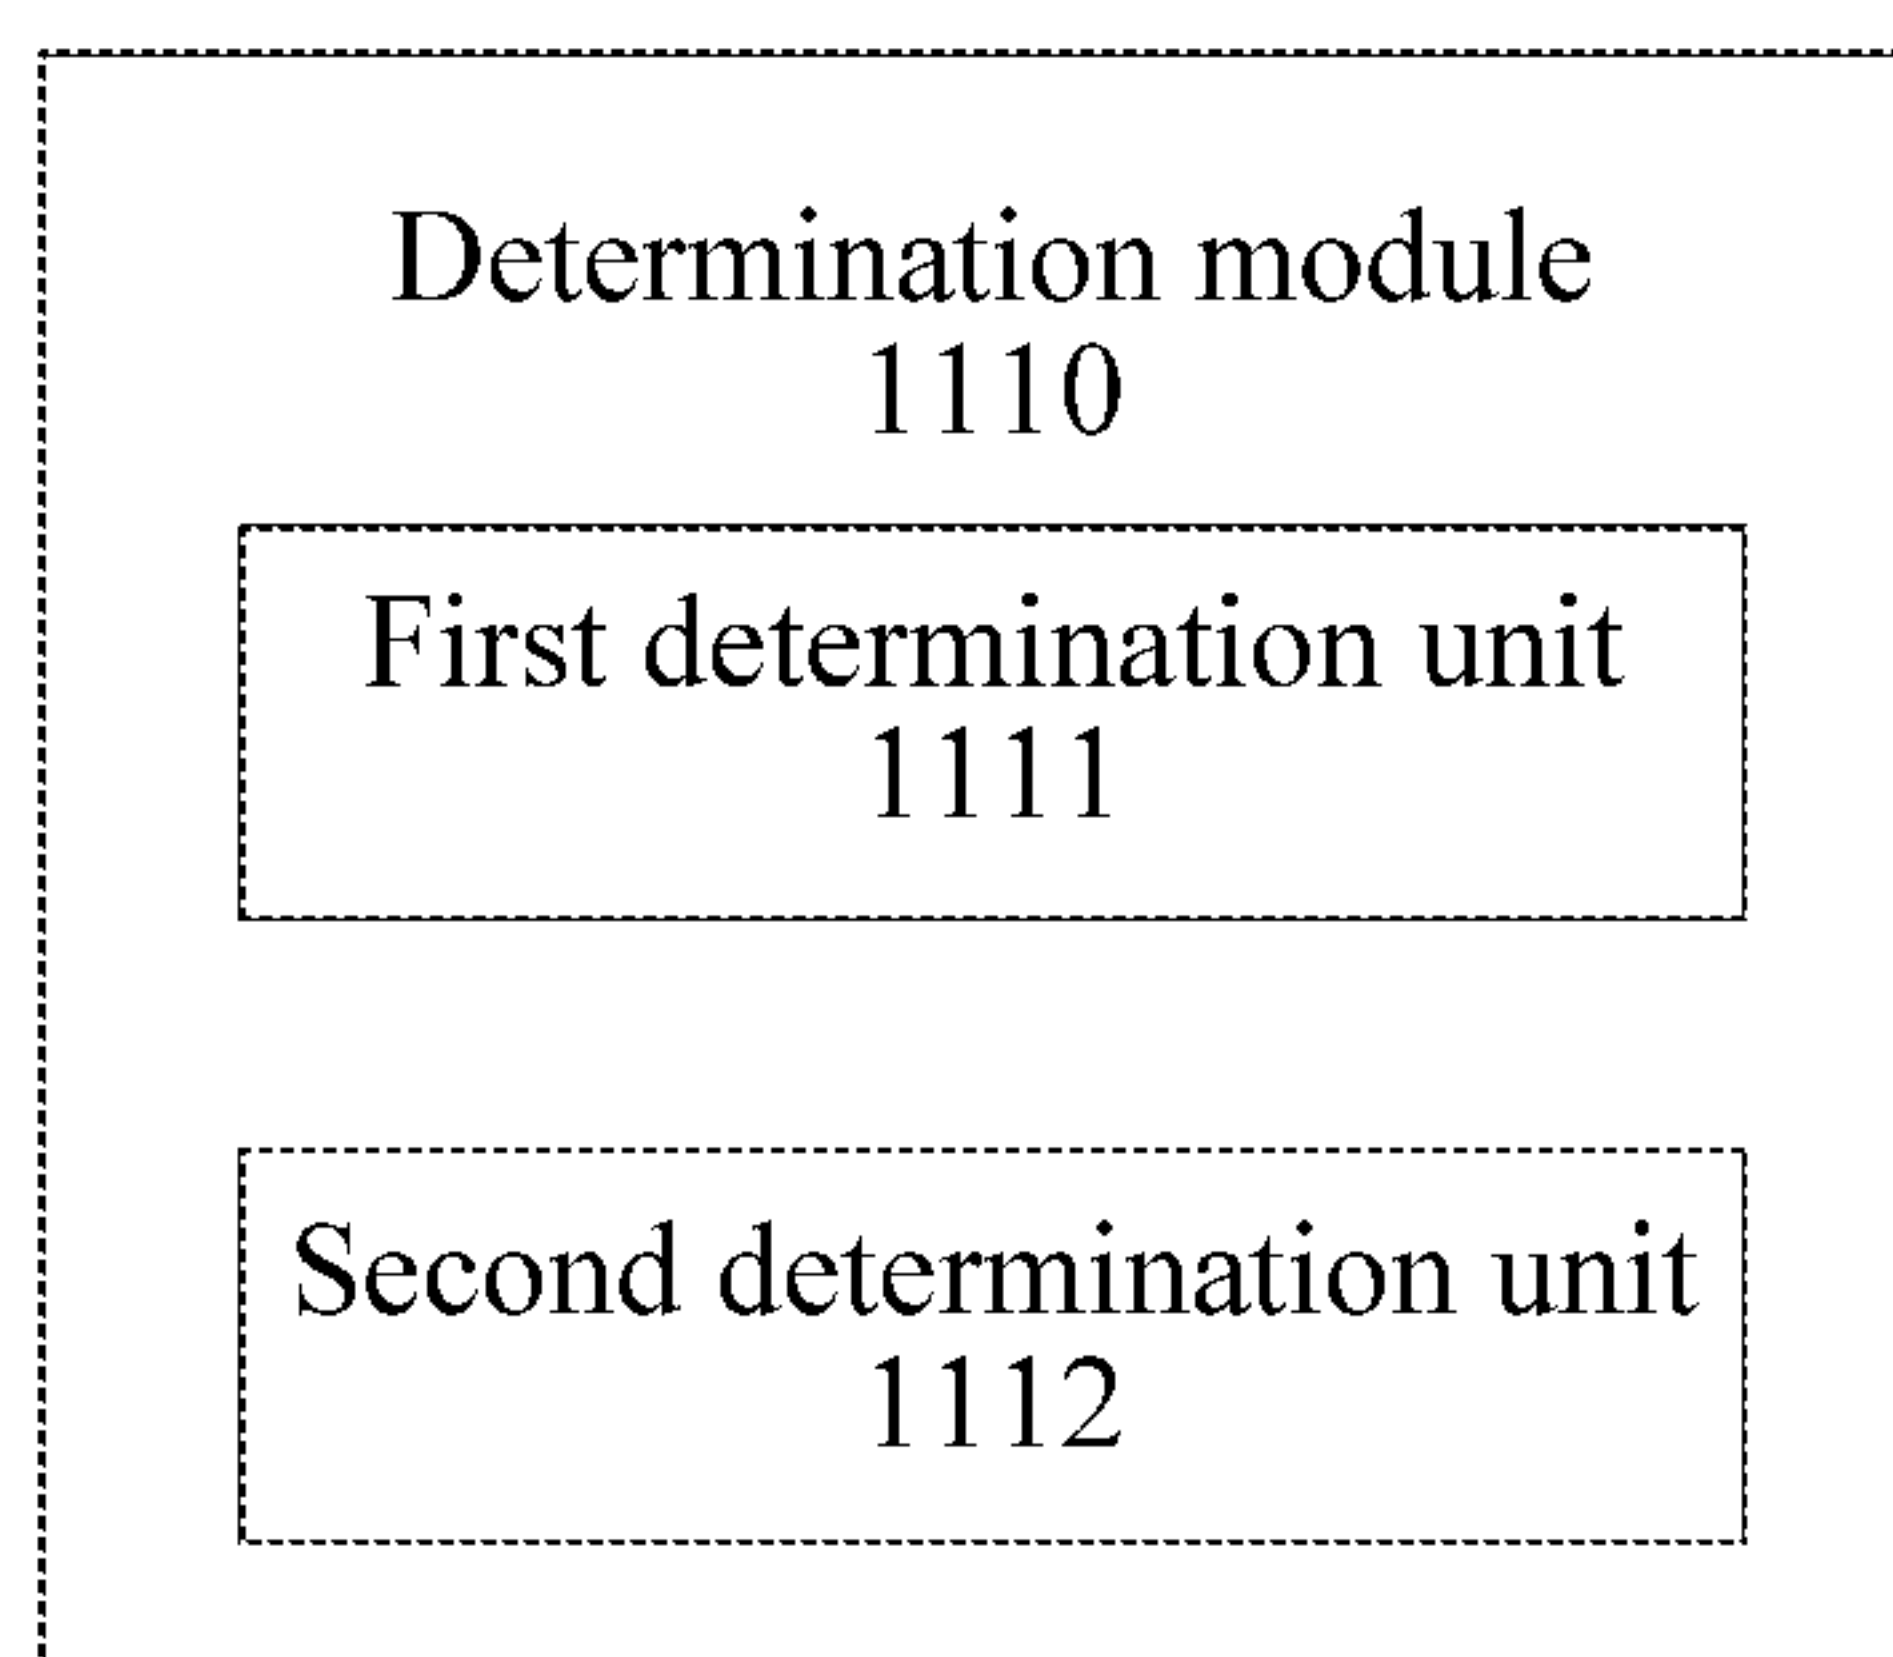 Determination module
1110
First determination unit
1111
Second determination unit
1112